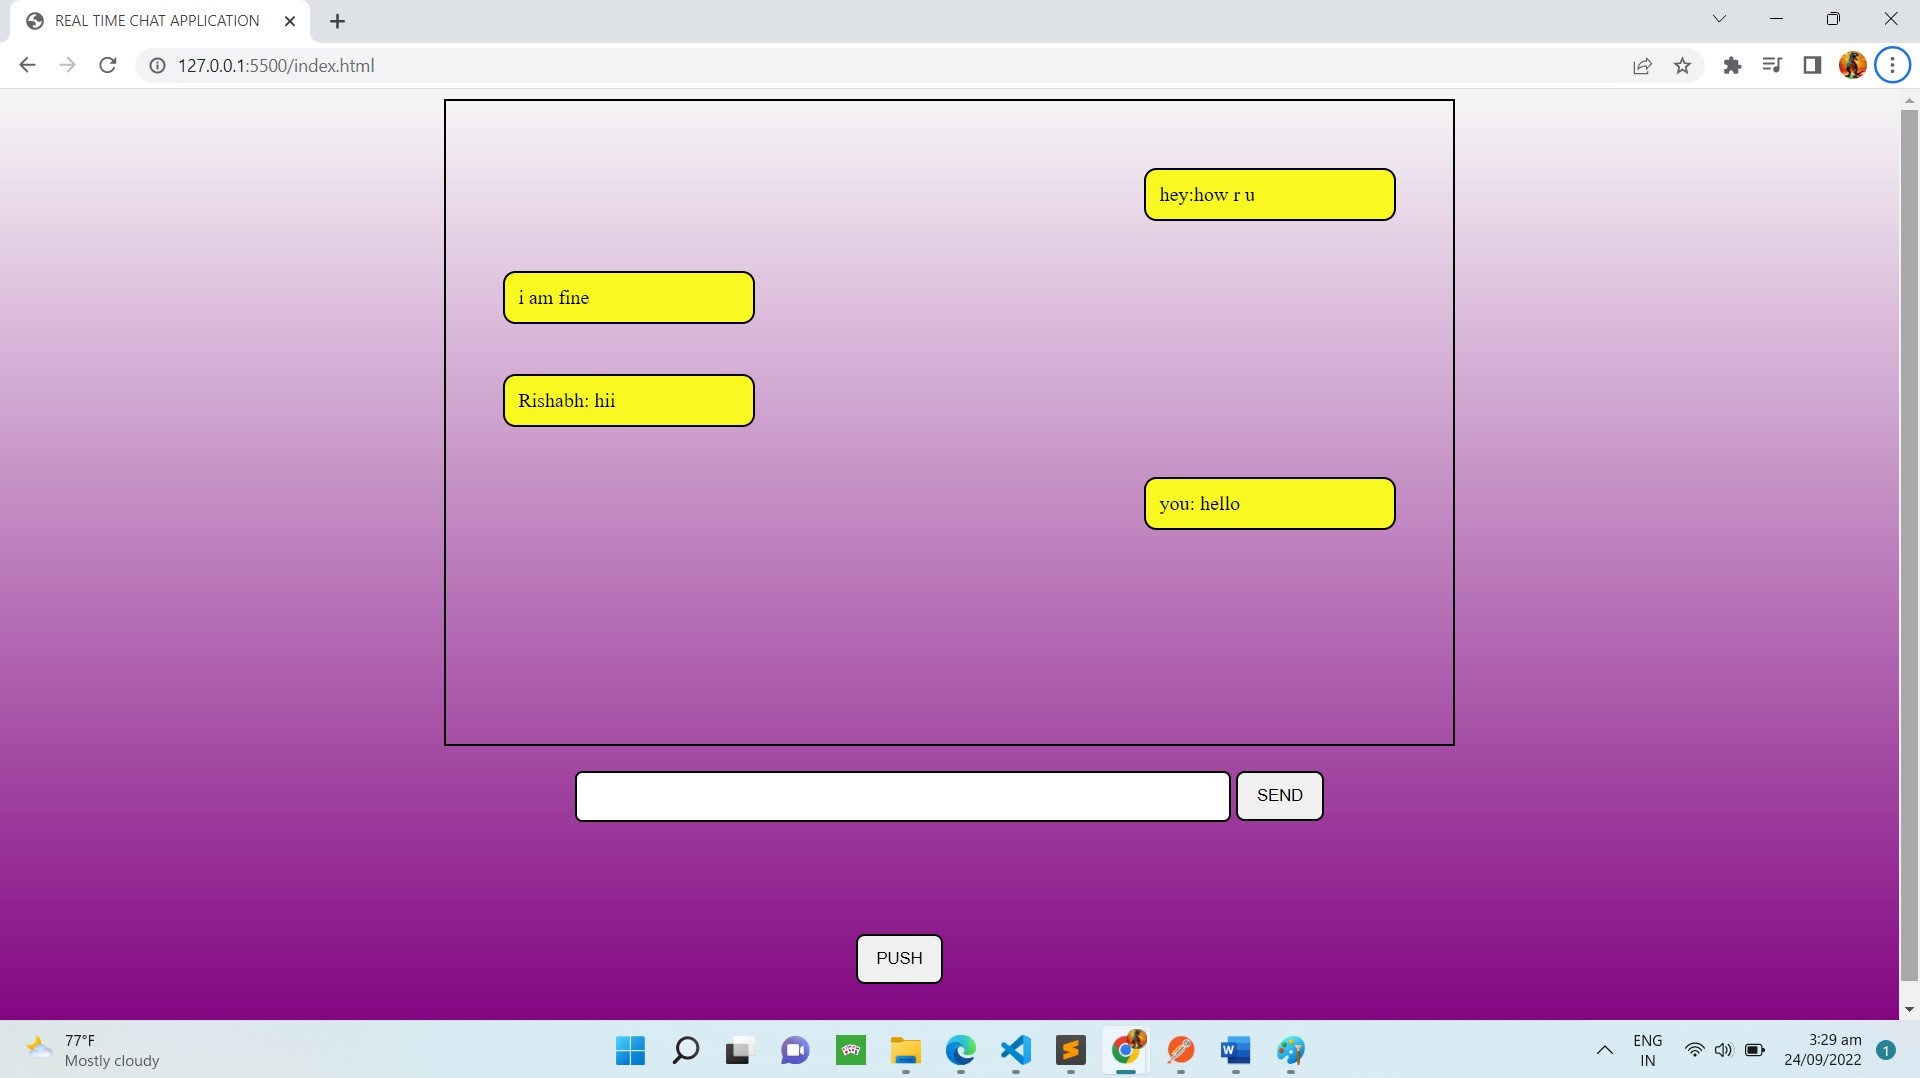 REAL TIME CHAT APPLICATION
127.0.0.1:5500/index.html
hey:how r u
i am fine
Rishabh: hii
you: hello
SEND
PUSH
77°F
Mostly cloudy
W
ENG
IN
3:29 am
24/09/2022
1